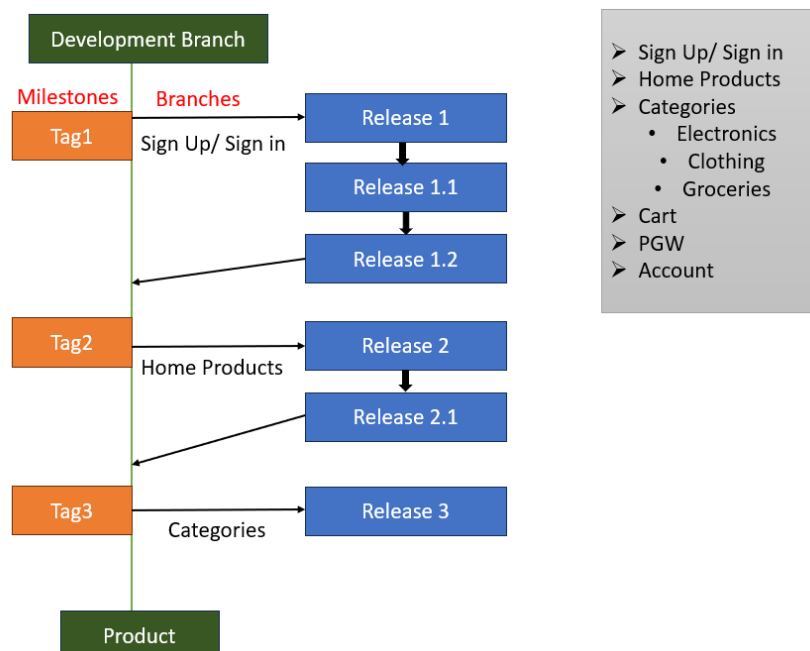 Development Branch
Milestones
Branches
Tag1
Sign Up/ Sign in
Release 1
Release 1.1
Release 1.2
Tag2
Home Products
Release 2
Release 2.1
Tag3
Categories
Release 3
Product
➢ Sign Up/ Sign in
➢ Home Products
➢ Categories
• Electronics
• Clothing
• Groceries
➢ Cart
➢ PGW
➢ Account